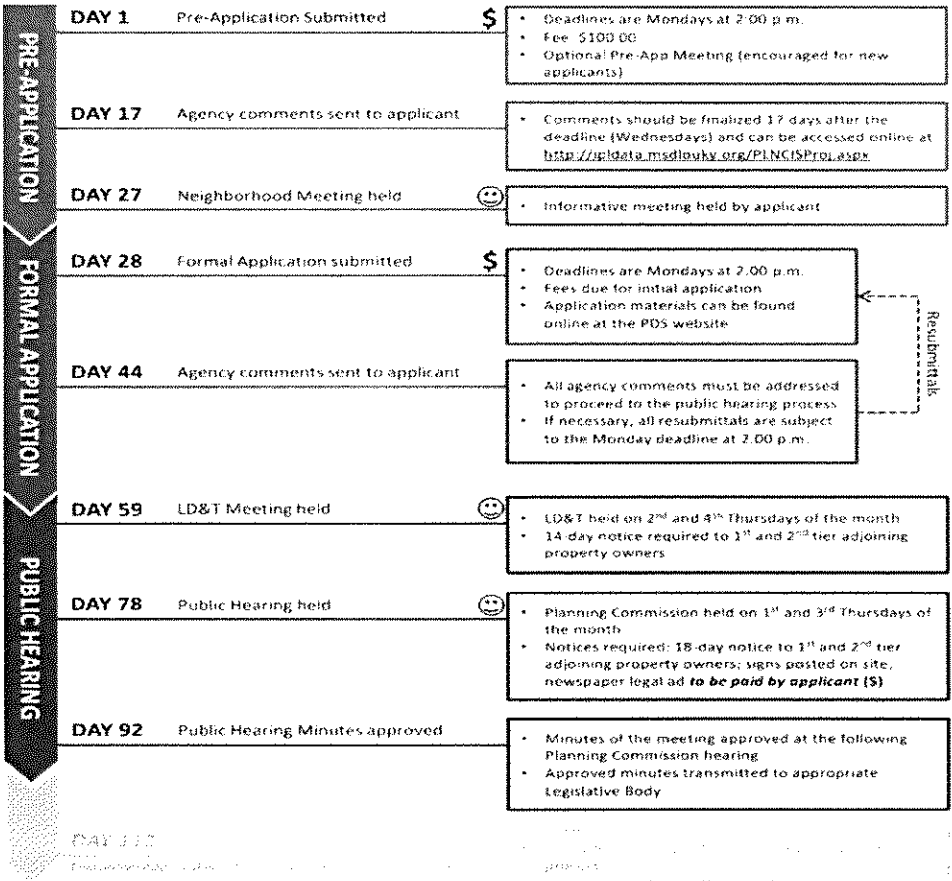 PRE-APPLICATION
DAY 1 Pre-Application Submitted $
• Deadlines are Mondays at 2:00 p.m.
• Fee $100.00
• Optional Pre-App Meeting (encouraged for new
applicants)
DAY 17 Agency comments sent to applicant
• Comments should be finalized 17 days after the
deadline (Wednesdays) and can be accessed online at
DAY 27 Neighborhood Meeting held
• Informative meeting held by applicant
FORMAL APPLICATION
DAY 28 Formal Application submitted $
• Deadlines are Mondays at 2.00 p.m.
• Fees due for initial application
• Application materials can be found
online at the PDS website
Resubmittals
DAY 44 Agency comments sent to applicant
• All agency comments must be addressed
to proceed to the public hearing process
• If necessary, all resubmittals are subject
to the Monday deadline at 2.00 p.m.
PUBLIC HEARING
DAY 59 LD&T Meeting held
• LD&T held on 2nd and 4th Thursdays of the month
• 14-day notice required to 1st and 2nd tier adjoining
property owners
DAY 78 Public Hearing held
• Planning Commission held on 1st and 3rd Thursdays of
the month
• Notices required: 18-day notice to 1st and 2nd tier
adjoining property owners; signs posted on site,
newspaper legal ad to be paid by applicant ($)
DAY 92 Public Hearing Minutes approved
• Minutes of the meeting approved at the following
Planning Commission hearing
• Approved minutes transmitted to appropriate
Legislative Body
DAY